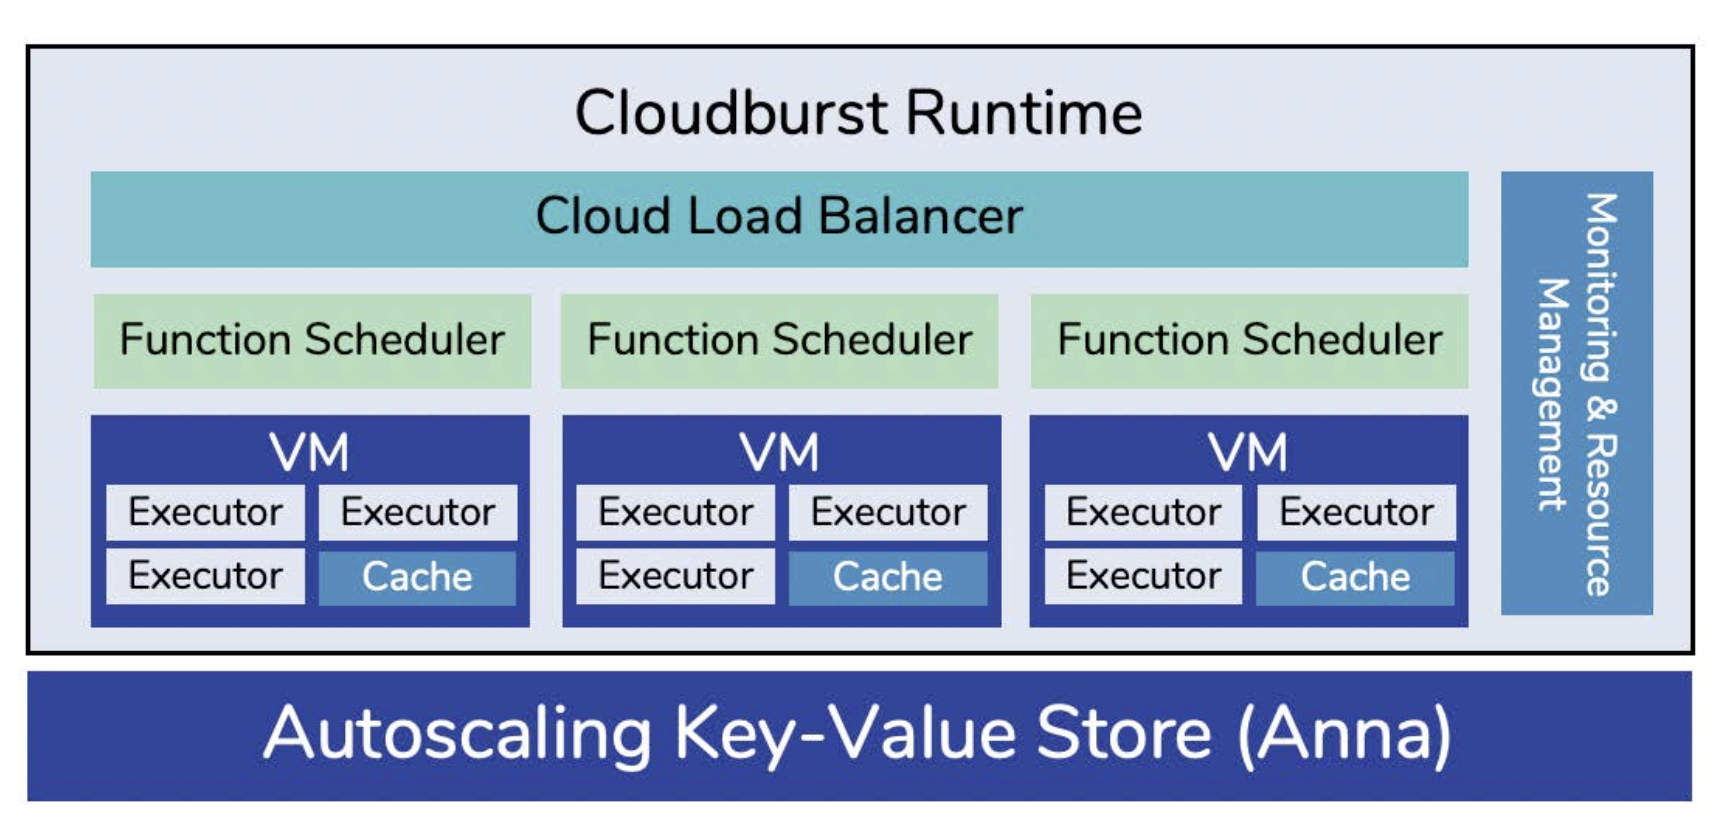 Cloudburst Runtime
Cloud Load Balancer
Function Scheduler
Function Scheduler
Function Scheduler
VM
Executor
Executor
Executor
Cache
VM
Executor
Executor
Executor
Cache
VM
Executor
Executor
Executor
Cache
Monitoring & Resource
Management
Autoscaling Key-Value Store (Anna)